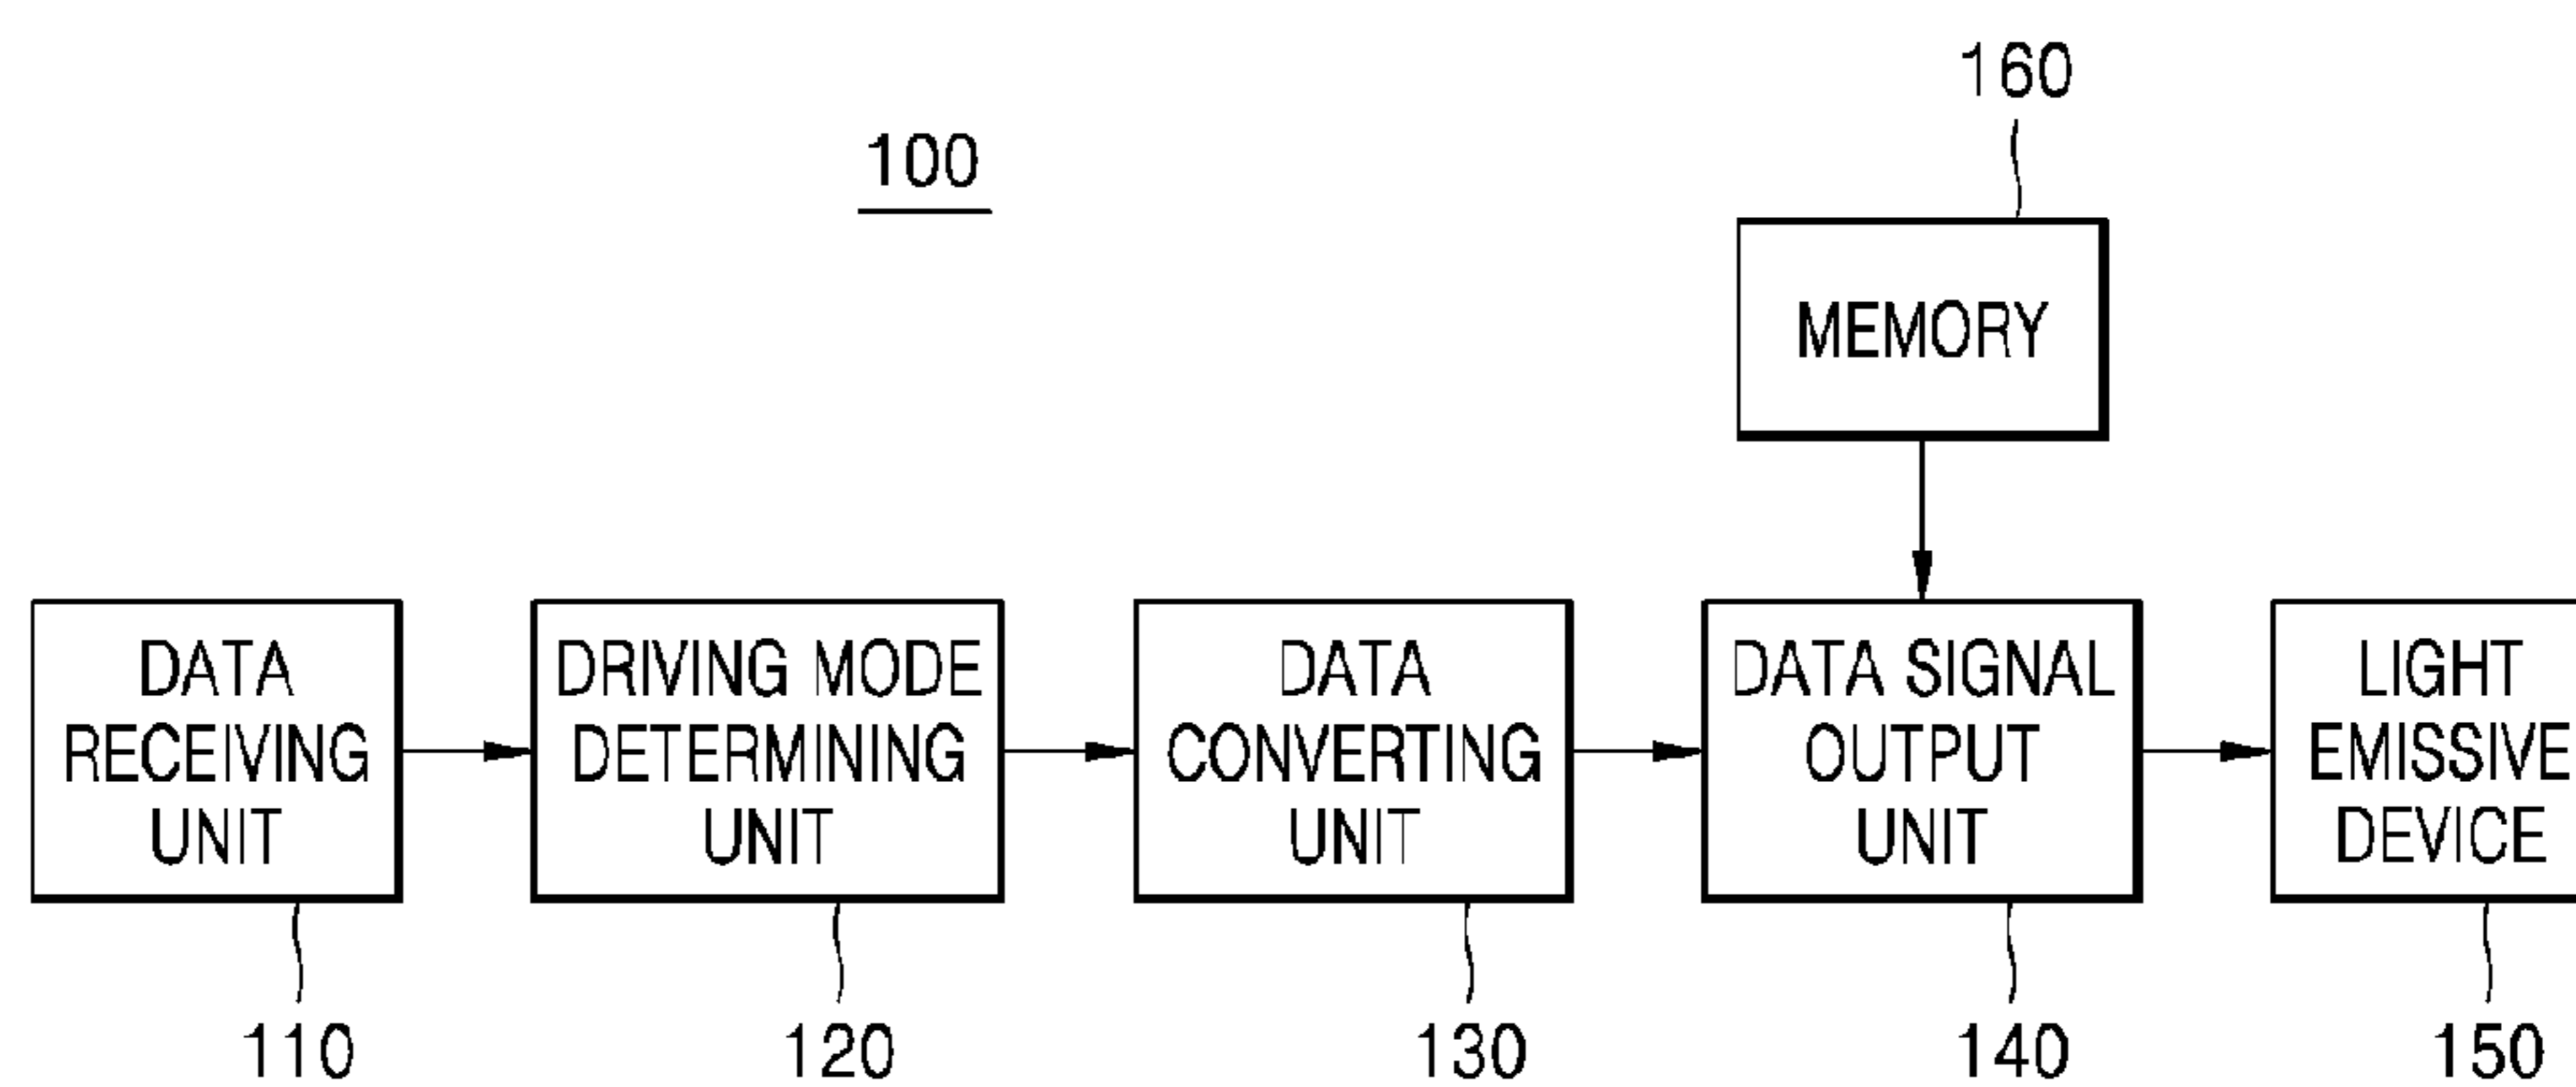 160
100
MEMORY
DATA
RECEIVING
UNIT
DRIVING MODE
DETERMINING
UNIT
DATA
CONVERTING
UNIT
DATA SIGNAL
OUTPUT
UNIT
LIGHT
EMISSIVE
DEVICE
110
120
130
140
150